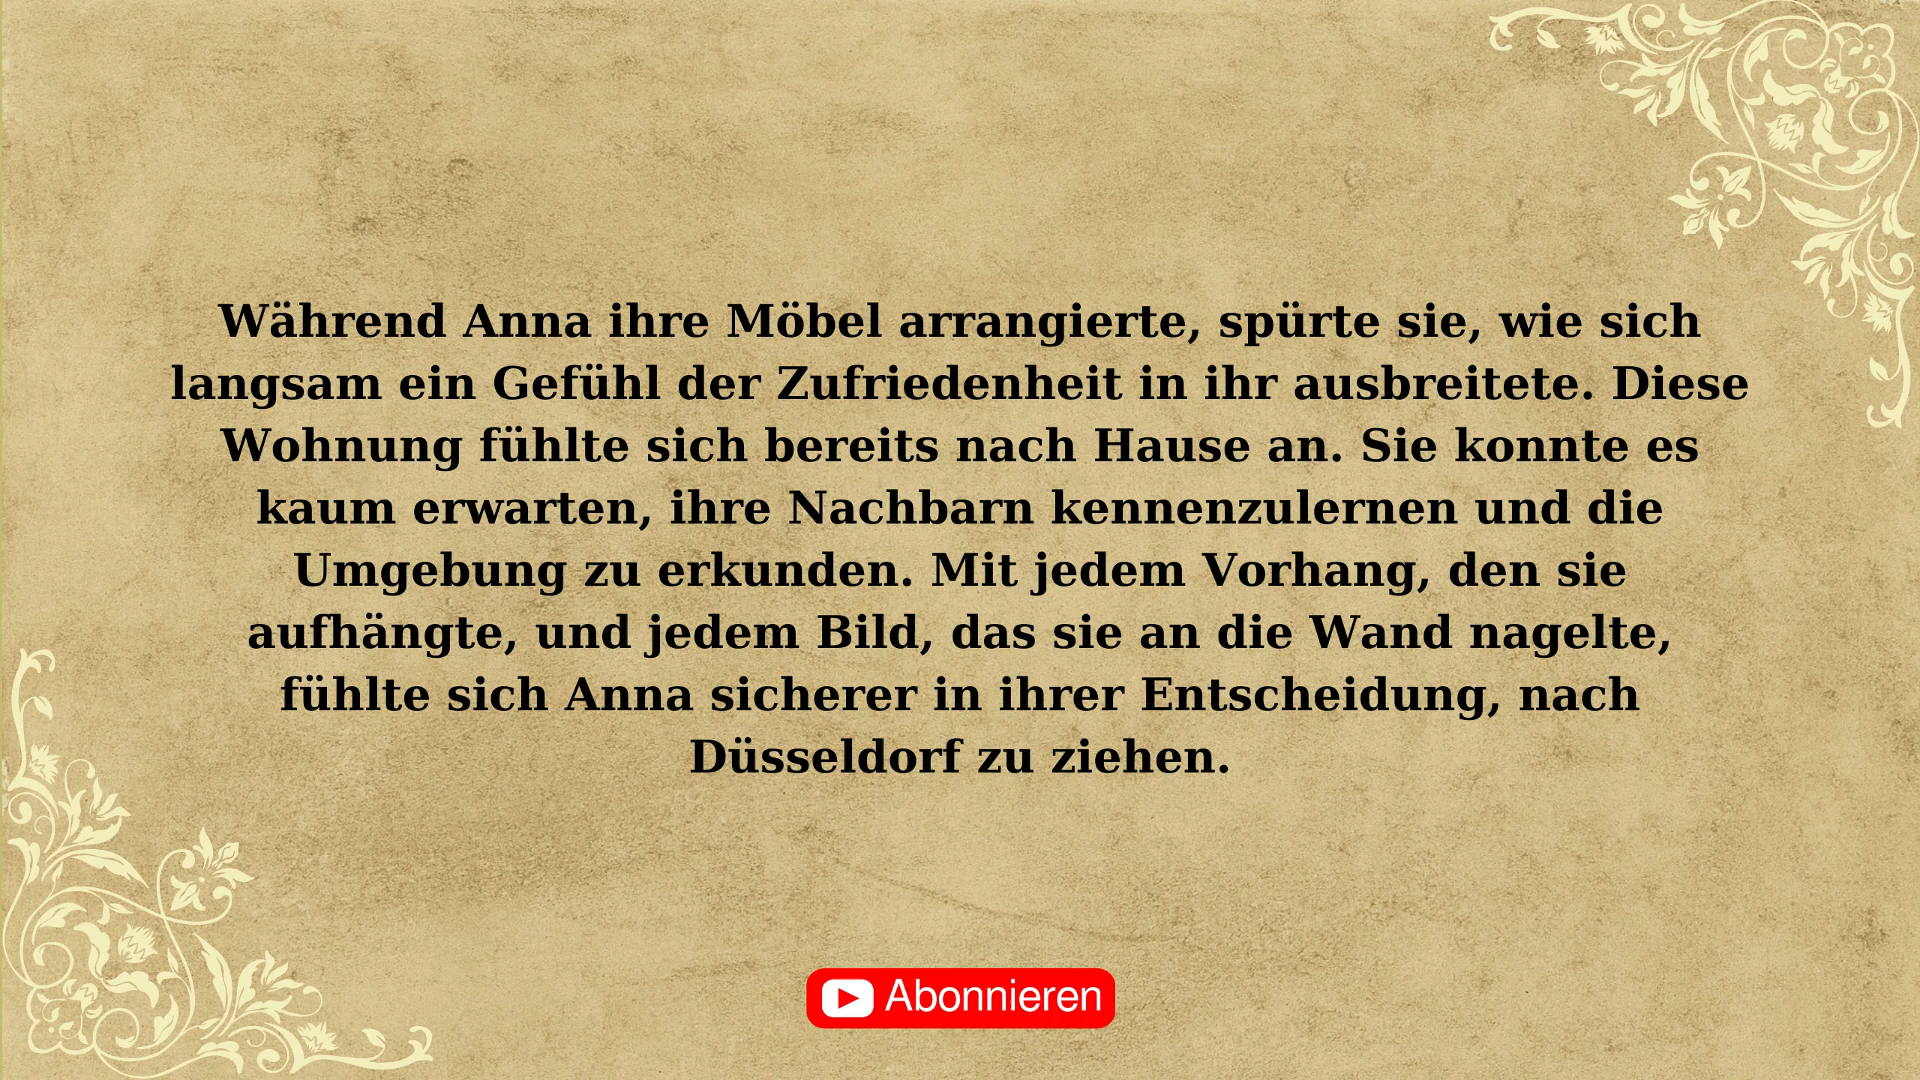 Während Anna ihre Möbel arrangierte, spürte sie, wie sich
langsam ein Gefühl der Zufriedenheit in ihr ausbreitete. Diese
Wohnung fühlte sich bereits nach Hause an. Sie konnte es
kaum erwarten, ihre Nachbarn kennenzulernen und die
Umgebung zu erkunden. Mit jedem Vorhang, den sie
aufhängte, und jedem Bild, das sie an die Wand nagelte,
fühlte sich Anna sicherer in ihrer Entscheidung, nach
Düsseldorf zu ziehen.
Abonnieren